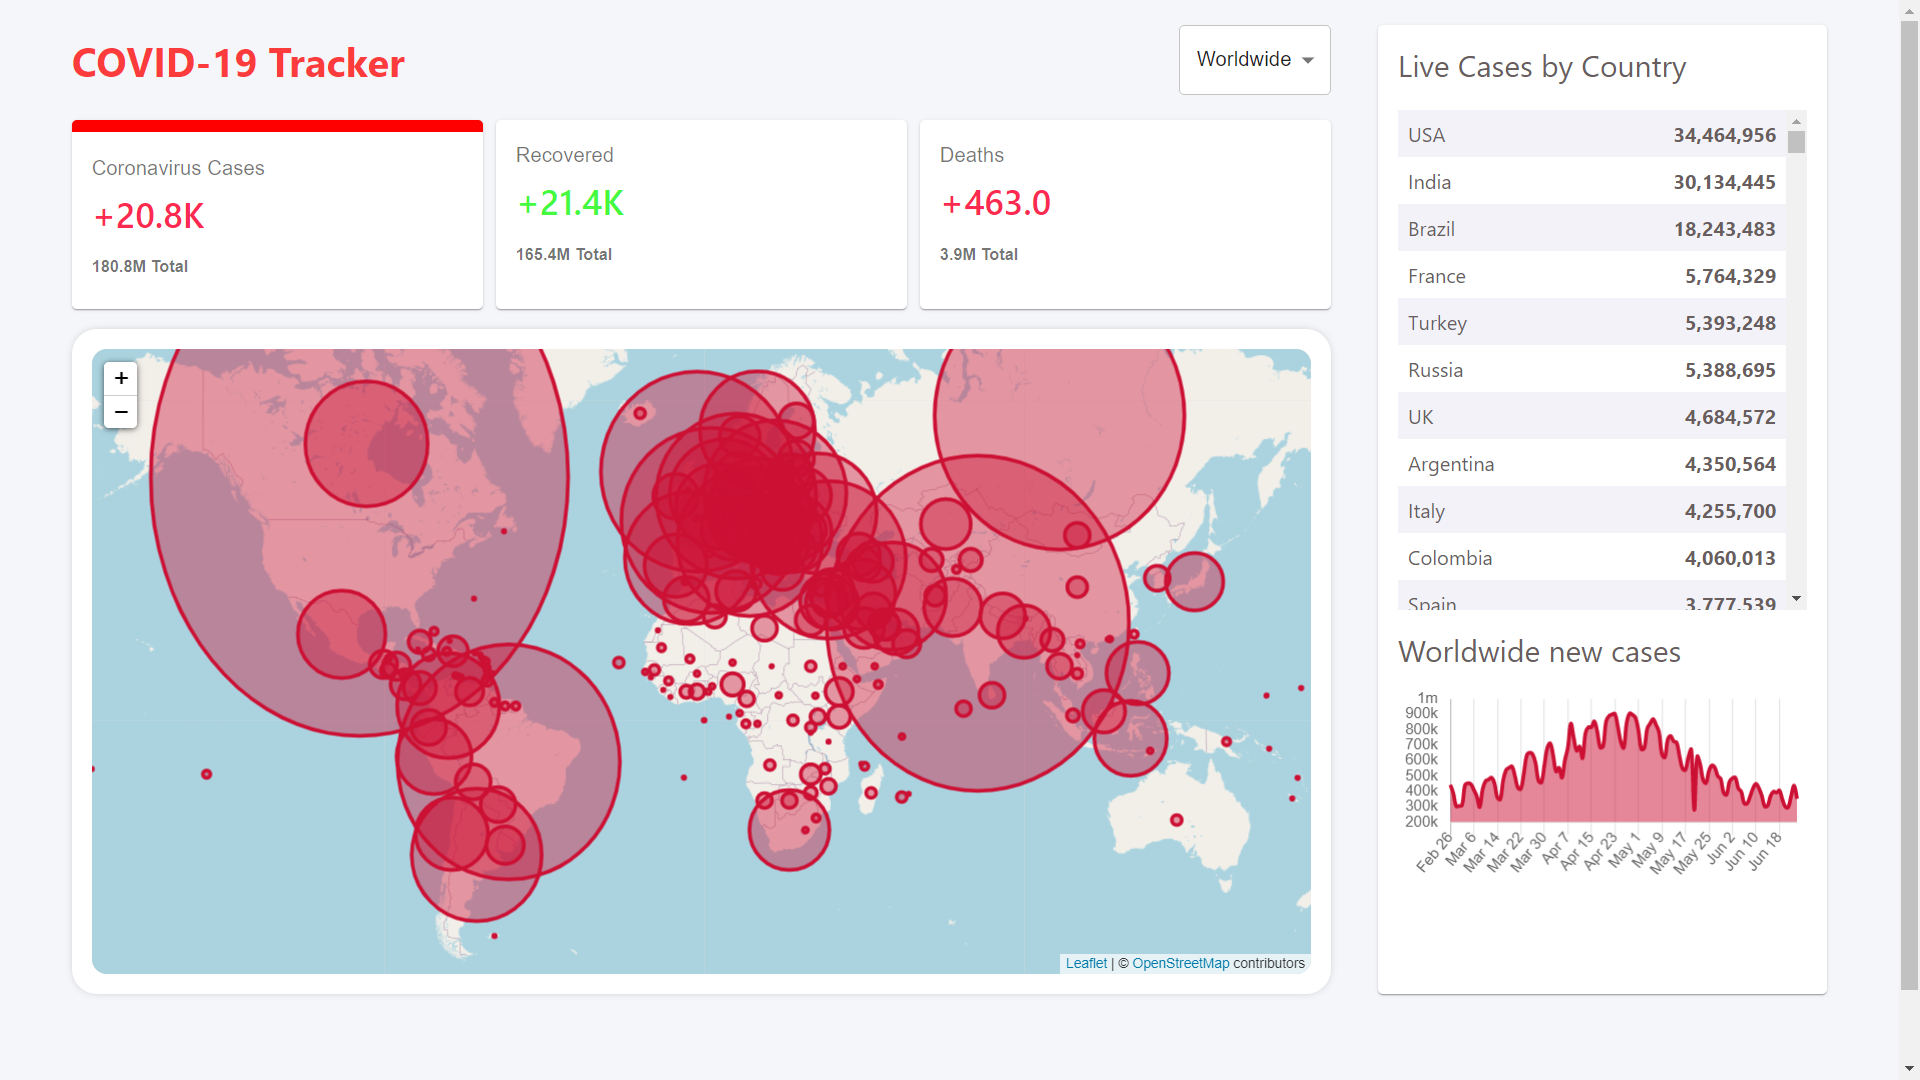 COVID-19 Tracker
Worldwide
Coronavirus Cases
+20.8K
180.8M Total
Recovered
+21.4K
165.4M Total
Deaths
+463.0
3.9M Total
+
−
Leaflet | © OpenStreetMap contributors
Live Cases by Country
USA 34,464,956
India 30,134,445
Brazil 18,243,483
France 5,764,329
Turkey 5,393,248
Russia 5,388,695
UK 4,684,572
Argentina 4,350,564
Italy 4,255,700
Colombia 4,060,013
Spain 3,777,539
Worldwide new cases
1m
900k
800k
700k
600k
500k
400k
300k
200k
Feb 26
Mar 6
Mar 14
Mar 22
Mar 30
Apr 7
Apr 15
Apr 23
May 1
May 9
May 17
May 25
Jun 2
Jun 10
Jun 18